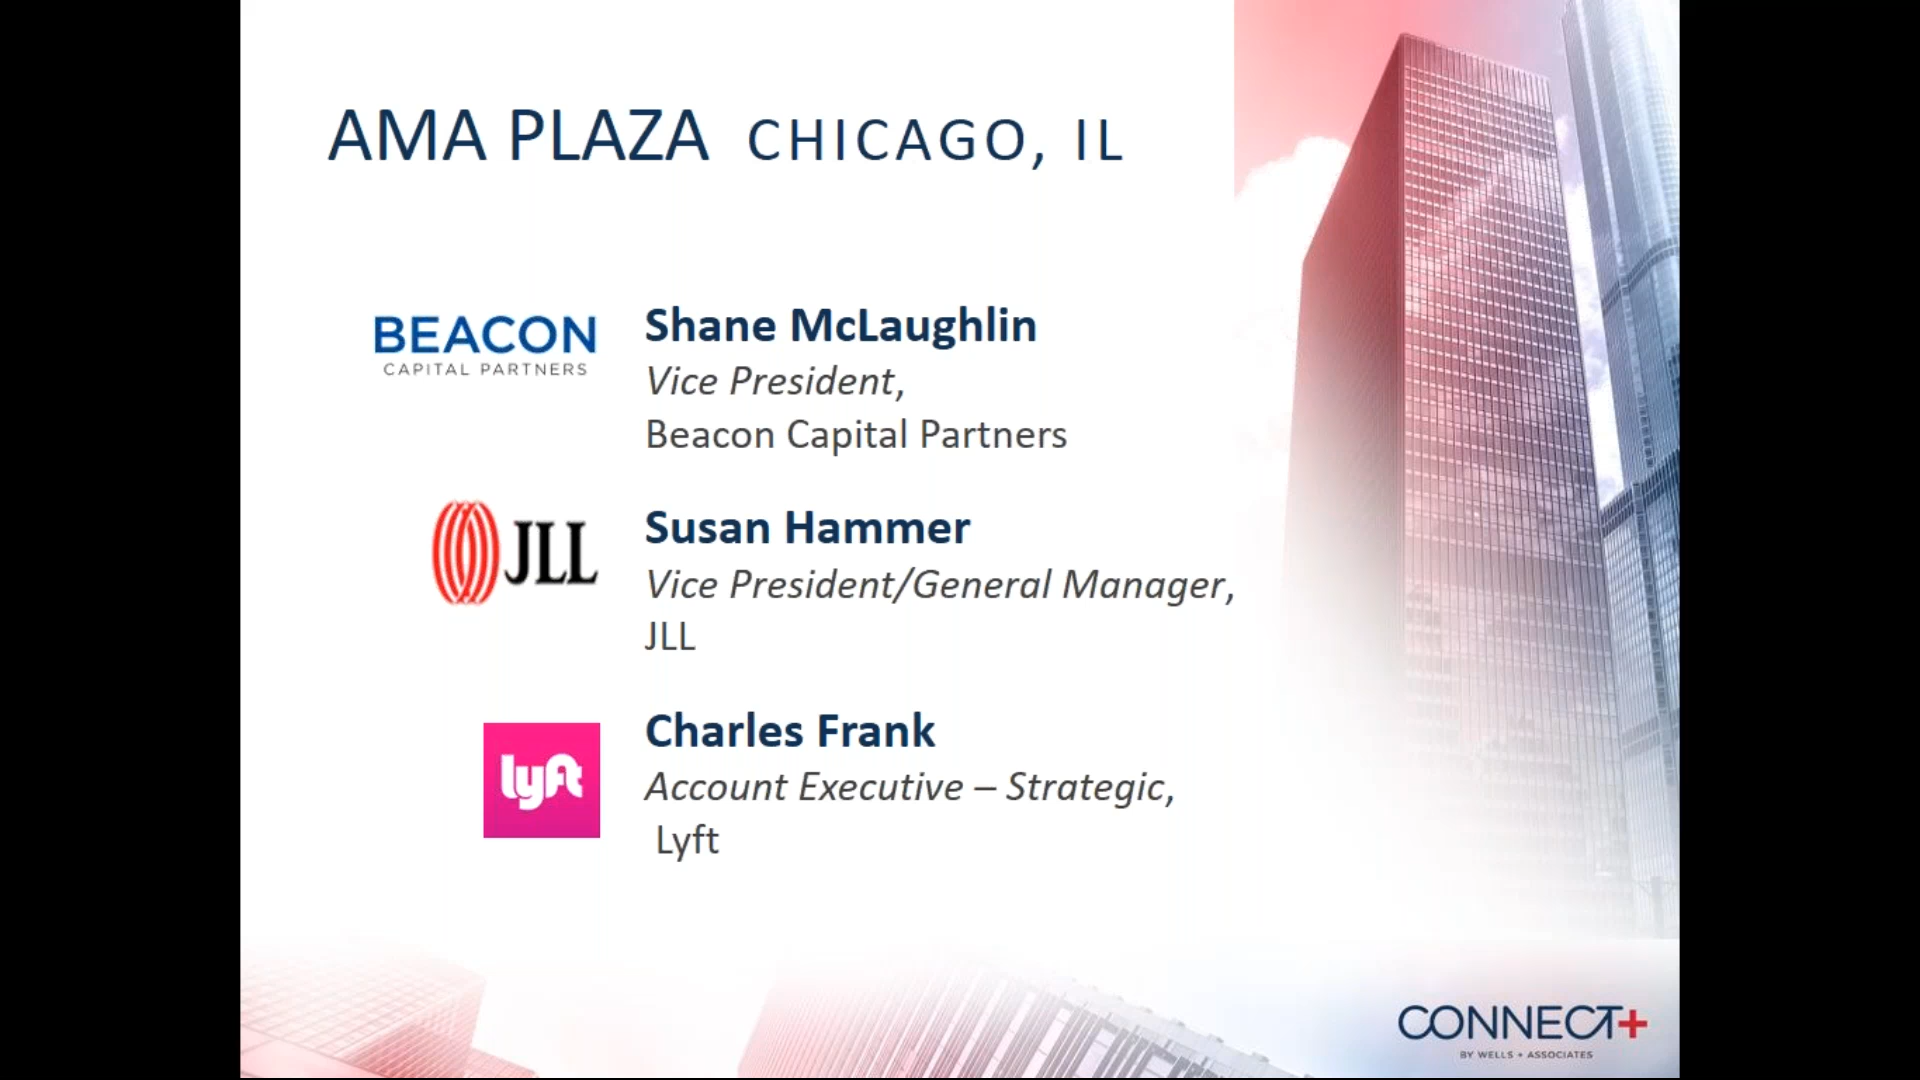 AMA PLAZA CHICAGO, IL
BEACON
CAPITAL PARTNERS
Shane McLaughlin
Vice President,
Beacon Capital Partners
JLL
Susan Hammer
Vice President/General Manager,
JLL
lyft
Charles Frank
Account Executive – Strategic,
Lyft
CONNECT+
BY WELLS + ASSOCIATES